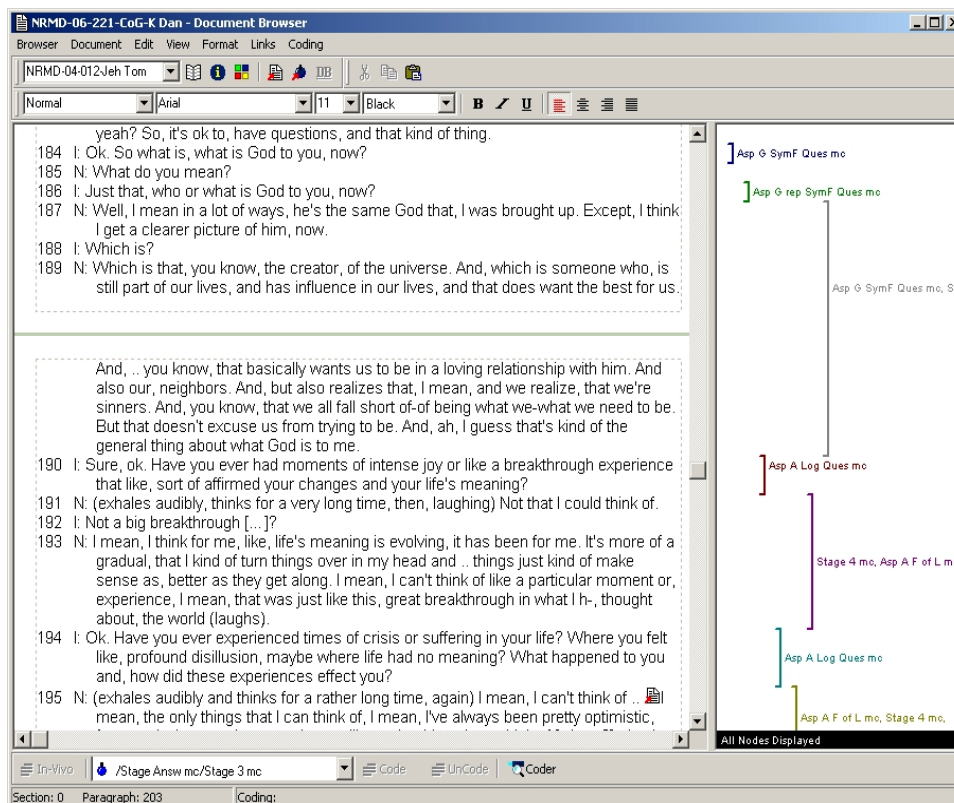 NRMD-06-221-CoG-K Dan - Document Browser
Browser Document Edit View Format Links Coding
NRMD-04-012-Jeh Tom DB
Normal Arial 11 Black B I U
yeah? So, it's ok to, have questions, and that kind of thing.
184 I: Ok. So what is, what is God to you, now?
185 N: What do you mean?
186 I: Just that, who or what is God to you, now?
187 N: Well, I mean in a lot of ways, he's the same God that, I was brought up. Except, I think
I get a clearer picture of him, now.
188 I: Which is?
189 N: Which is that, you know, the creator, of the universe. And, which is someone who, is
still part of our lives, and has influence in our lives, and that does want the best for us.
And, .. you know, that basically wants us to be in a loving relationship with him. And
also our, neighbors. And, but also realizes that, I mean, and we realize, that we're
sinners. And, you know, that we all fall short of-of being what we-what we need to be.
But that doesn't excuse us from trying to be. And, ah, I guess that's kind of the
general thing about what God is to me.
190 I: Sure, ok. Have you ever had moments of intense joy or like a breakthrough experience
that like, sort of affirmed your changes and your life's meaning?
191 N: (exhales audibly, thinks for a very long time, then, laughing) Not that I could think of.
192 I: Not a big breakthrough [...]?
193 N: I mean, I think for me, like, life's meaning is evolving, it has been for me. It's more of a
gradual, that I kind of turn things over in my head and .. things just kind of make
sense as, better as they get along. I mean, I can't think of like a particular moment or,
experience, I mean, that was just like this, great breakthrough in what I h-, thought
about, the world (laughs).
194 I: Ok. Have you ever experienced times of crisis or suffering in your life? Where you felt
like, profound disillusion, maybe where life had no meaning? What happened to you
and, how did these experiences effect you?
195 N: (exhales audibly and thinks for a rather long time, again) I mean, I can't think of .. I
mean, the only things that I can think of, I mean, I've always been pretty optimistic,
Asp G SymF Ques mc
Asp G rep SymF Ques mc
Asp G SymF Ques mc, S
Asp A Log Ques mc
Stage 4 mc, Asp A F of L m
Asp A Log Ques mc
Asp A F of L mc, Stage 4 mc,
All Nodes Displayed
In-Vivo /Stage Answ mc/Stage 3 mc Code UnCode Coder
Section: 0 Paragraph: 203 Coding: